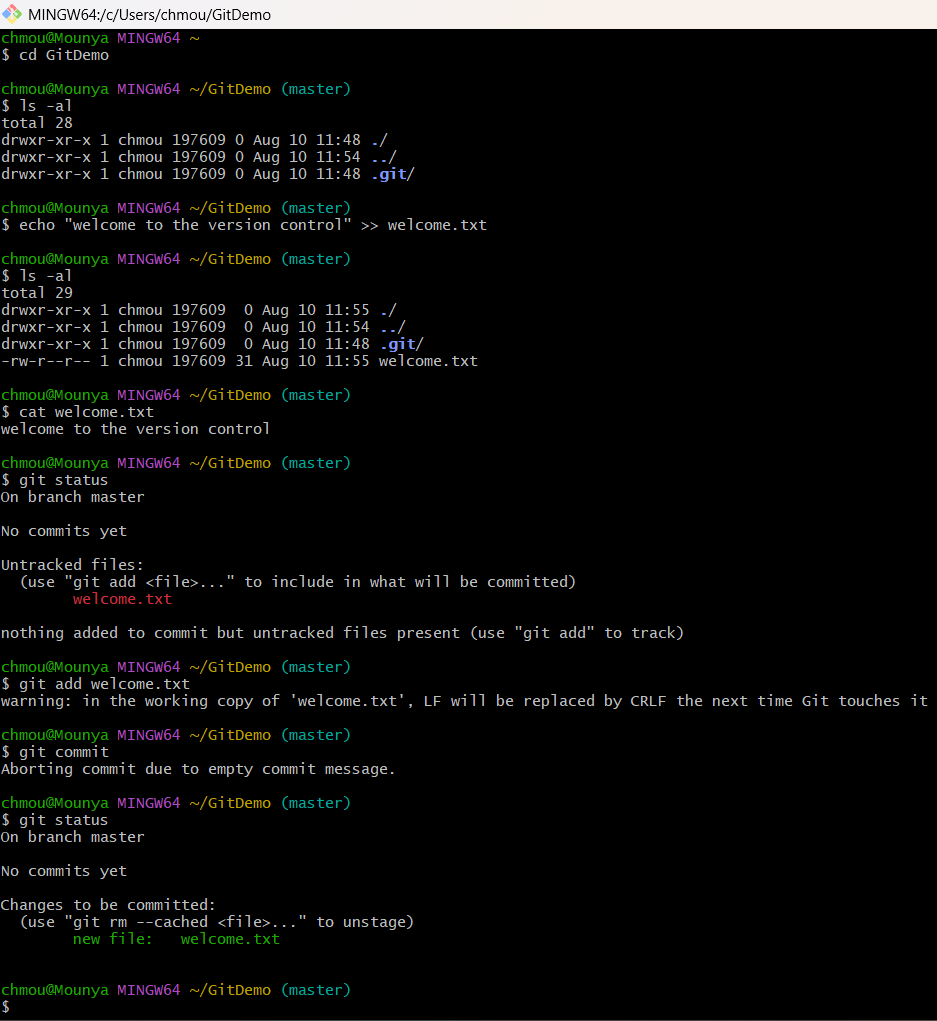 MINGW64:/c/Users/chmou/GitDemo
chmou@Mounya MINGW64 ~
$ cd GitDemo
chmou@Mounya MINGW64 ~/GitDemo (master)
$ ls -al
total 28
drwxr-xr-x 1 chmou 197609 0 Aug 10 11:48 ./
drwxr-xr-x 1 chmou 197609 0 Aug 10 11:54 ../
drwxr-xr-x 1 chmou 197609 0 Aug 10 11:48 .git/
chmou@Mounya MINGW64 ~/GitDemo (master)
$ echo "welcome to the version control" >> welcome.txt
chmou@Mounya MINGW64 ~/GitDemo (master)
$ ls -al
total 29
drwxr-xr-x 1 chmou 197609  0 Aug 10 11:55 ./
drwxr-xr-x 1 chmou 197609  0 Aug 10 11:54 ../
drwxr-xr-x 1 chmou 197609  0 Aug 10 11:48 .git/
-rw-r--r-- 1 chmou 197609 31 Aug 10 11:55 welcome.txt
chmou@Mounya MINGW64 ~/GitDemo (master)
$ cat welcome.txt
welcome to the version control
chmou@Mounya MINGW64 ~/GitDemo (master)
$ git status
On branch master
No commits yet
Untracked files:
  (use "git add <file>..." to include in what will be committed)
        welcome.txt
nothing added to commit but untracked files present (use "git add" to track)
chmou@Mounya MINGW64 ~/GitDemo (master)
$ git add welcome.txt
warning: in the working copy of 'welcome.txt', LF will be replaced by CRLF the next time Git touches it
chmou@Mounya MINGW64 ~/GitDemo (master)
$ git commit
Aborting commit due to empty commit message.
chmou@Mounya MINGW64 ~/GitDemo (master)
$ git status
On branch master
No commits yet
Changes to be committed:
  (use "git rm --cached <file>..." to unstage)
        new file:   welcome.txt
chmou@Mounya MINGW64 ~/GitDemo (master)
$